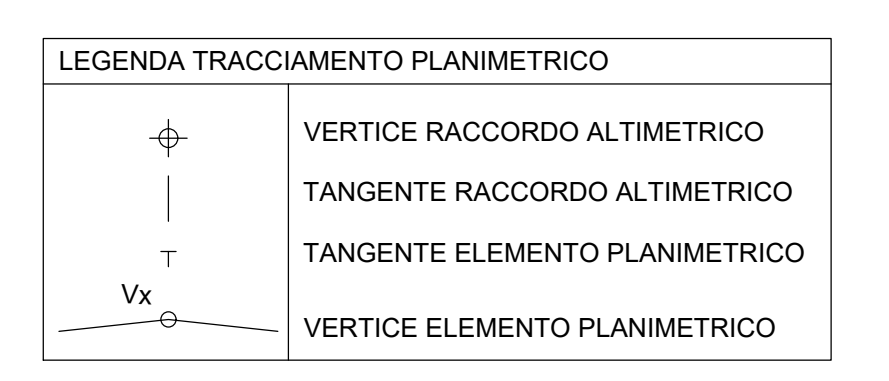 LEGENDA TRACCIAMENTO PLANIMETRICO
VERTICE RACCORDO ALTIMETRICO
TANGENTE RACCORDO ALTIMETRICO
TANGENTE ELEMENTO PLANIMETRICO
Vx
VERTICE ELEMENTO PLANIMETRICO